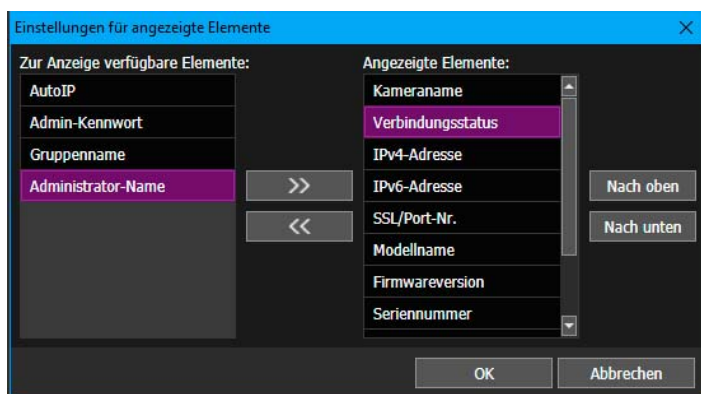 Einstellungen für angezeigte Elemente
Zur Anzeige verfügbare Elemente:
AutoIP
Admin-Kennwort
Gruppenname
Administrator-Name
>>
<<
Angezeigte Elemente:
Kameraname
Verbindungsstatus
IPv4-Adresse
IPv6-Adresse
SSL/Port-Nr.
Modellname
Firmwareversion
Seriennummer
Nach oben
Nach unten
OK
Abbrechen